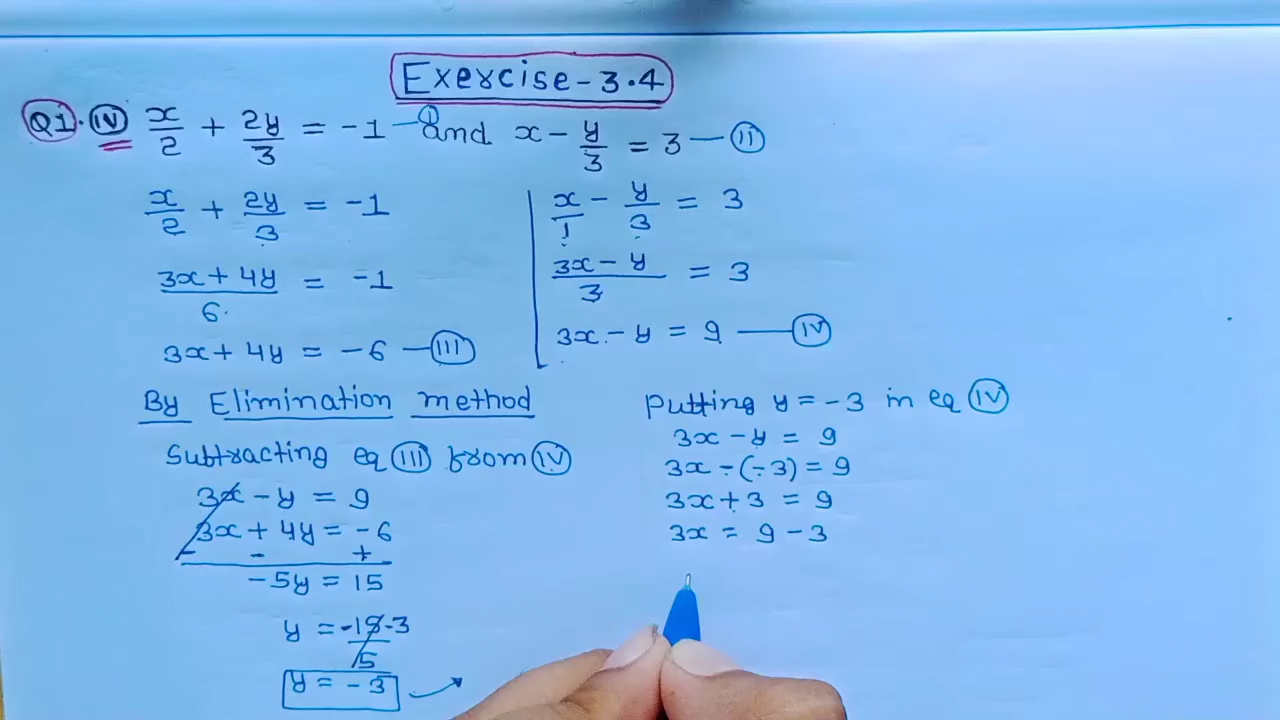 Exercise-3.4
Q1. IV x/2 + 2y/3 = -1 — I and x - y/3 = 3 — II
x/2 + 2y/3 = -1
(3x + 4y)/6 = -1
3x + 4y = -6 — III
x/1 - y/3 = 3
(3x - y)/3 = 3
3x - y = 9 — IV
By Elimination method
Subtracting eq III from IV
3x - y = 9
3x + 4y = -6
- - +
-5y = 15
y = -15/5 -3
y = -3
Putting y = -3 in eq IV
3x - y = 9
3x - (-3) = 9
3x + 3 = 9
3x = 9 - 3